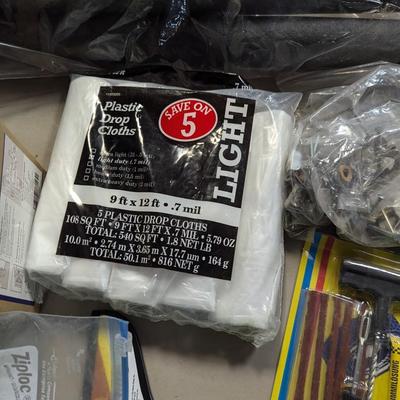 .7 mil
Plastic
Drop
Cloths
SAVE ON
5
LIGHT
light duty (.7 mil)
9 ft x 12 ft • .7 mil
5 PLASTIC DROP CLOTHS
108 SQ FT • 9 FT X 12 FT X .7 MIL • 5.79 OZ
TOTAL: 540 SQ FT • 1.8 NET LB
10.0 m² • 2.74 m X 3.65 m X 17.7 µm • 164 g
TOTAL: 50.1 m² • 816 NET g
Ziploc